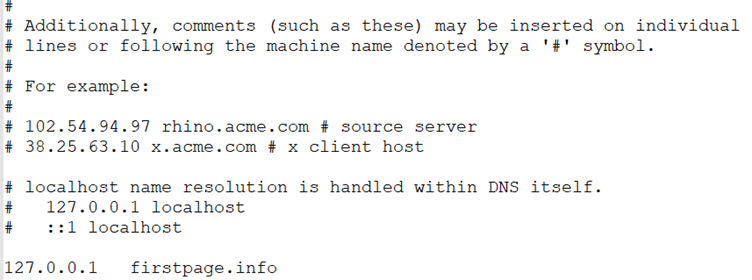 #
# Additionally, comments (such as these) may be inserted on individual
# lines or following the machine name denoted by a '#' symbol.
#
# For example:
#
# 102.54.94.97 rhino.acme.com # source server
# 38.25.63.10 x.acme.com # x client host
# localhost name resolution is handled within DNS itself.
#   127.0.0.1 localhost
#   ::1 localhost
127.0.0.1   firstpage.info